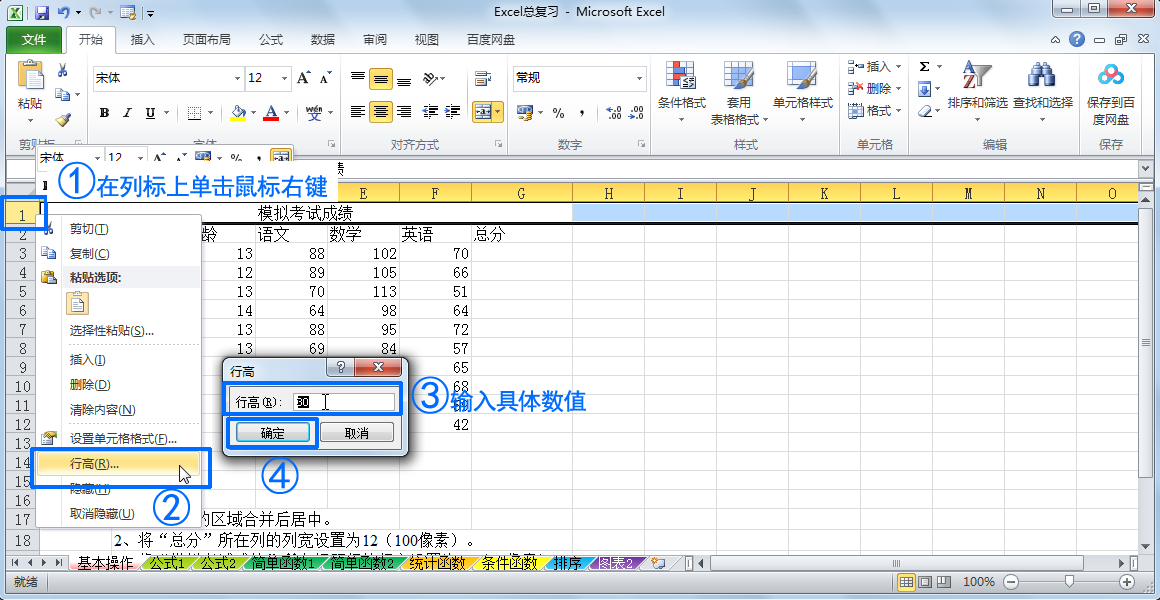 Excel总复习 - Microsoft Excel
文件 开始 插入 页面布局 公式 数据 审阅 视图 百度网盘
宋体 12 常规
粘贴 B I U 条件格式 套用 表格格式 单元格样式 插入 删除 格式 排序和筛选 查找和选择 保存到百度网盘
对齐方式 数字 样式 单元格 编辑 保存
宋体 12
①在列标上单击鼠标右键
E F G H I J K L M N O
1 模拟考试成绩
2 龄 语文 数学 英语 总分
3 13 88 102 70
4 12 89 105 66
5 13 70 113 51
6 14 64 98 64
7 13 88 95 72
8 13 69 84 57
9 65
10 68
11
12 42
13
14
15
16
17 的区域合并后居中。
18 2、将“总分”所在列的列宽设置为12（100像素）。
剪切(T)
复制(C)
粘贴选项:
选择性粘贴(S)...
插入(I)
删除(D)
清除内容(N)
设置单元格格式(F)...
行高(R)...
隐藏(H)
取消隐藏(U)
②
行高
行高(R): 30
确定 取消
③输入具体数值
④
基本操作 公式1 公式2 简单函数1 简单函数2 统计函数 条件函数 排序 图表2
就绪 100%